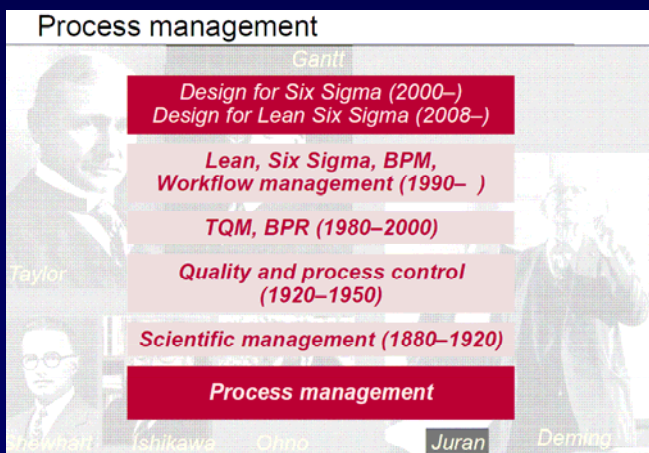 Process management
Gantt
Design for Six Sigma (2000–)
Design for Lean Six Sigma (2008–)
Lean, Six Sigma, BPM,
Workflow management (1990– )
TQM, BPR (1980–2000)
Taylor
Quality and process control
(1920–1950)
Scientific management (1880–1920)
Process management
Shewhart Ishikawa Ohno Juran Deming